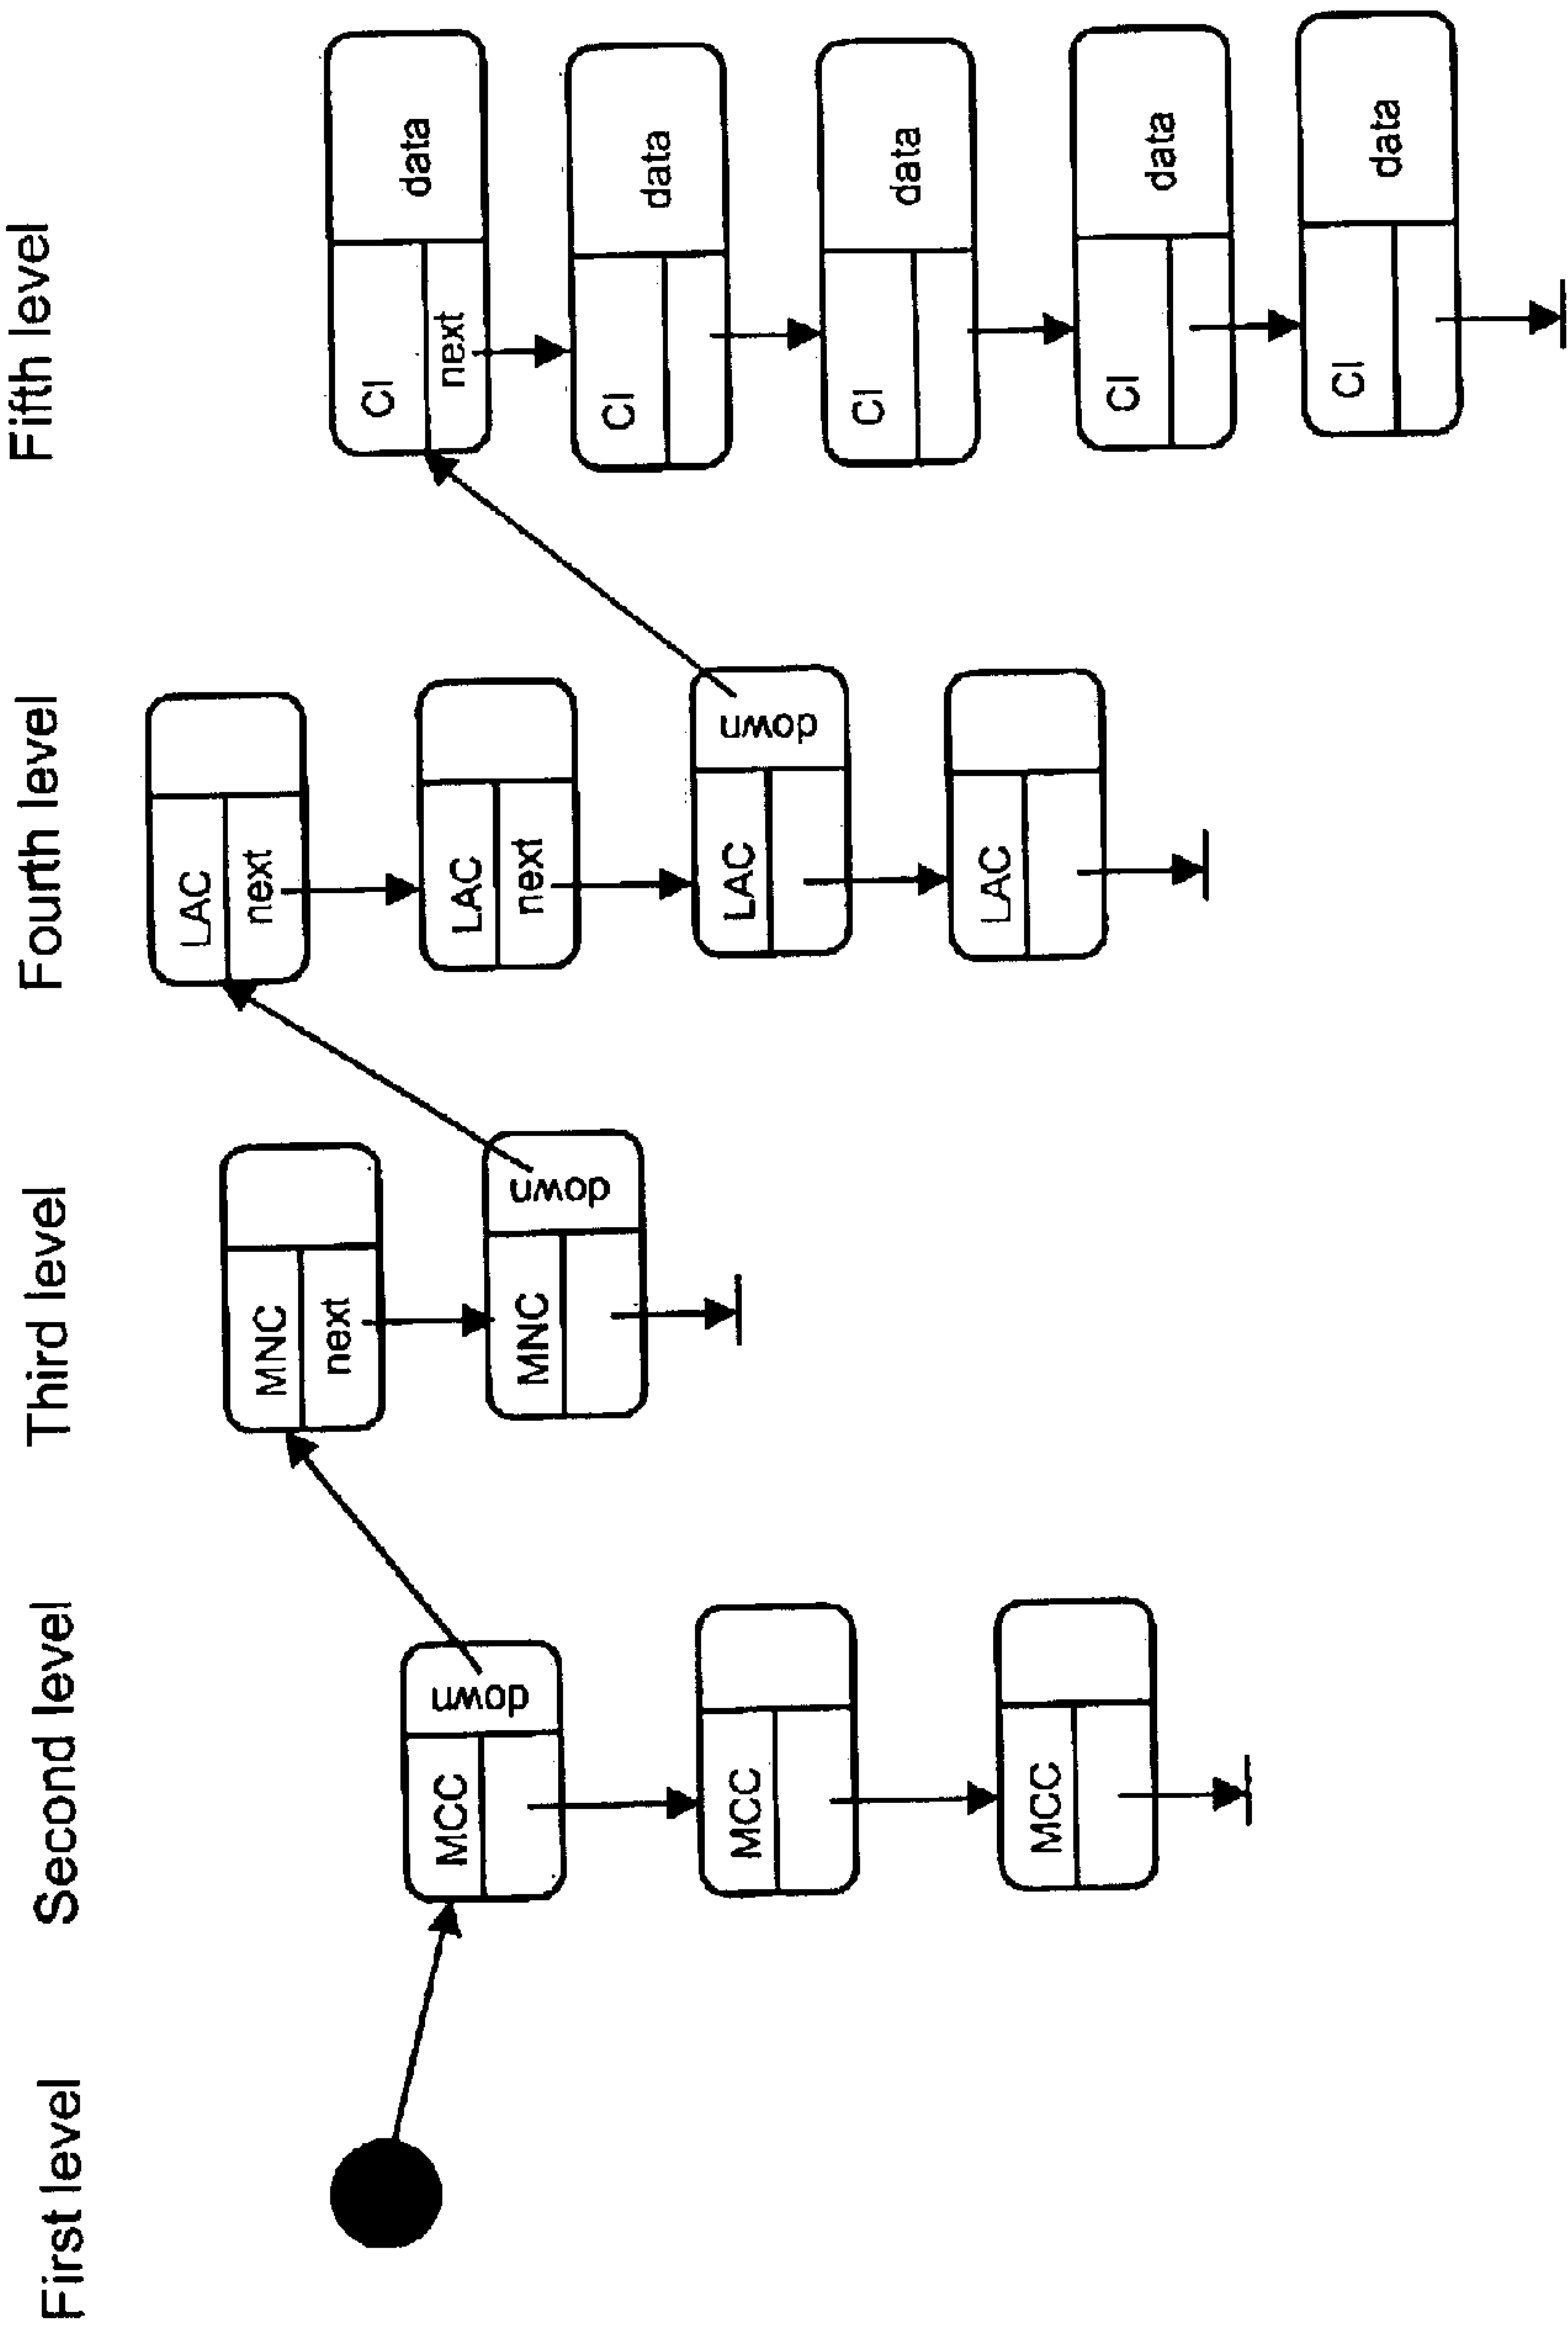 First level
Second level
Third level
Fourth level
Fifth level
MCC
down
MCC
MCC
MNC
next
MNC
down
LAC
next
LAC
next
LAC
down
LAC
CI
next
data
CI
data
CI
data
CI
data
CI
data